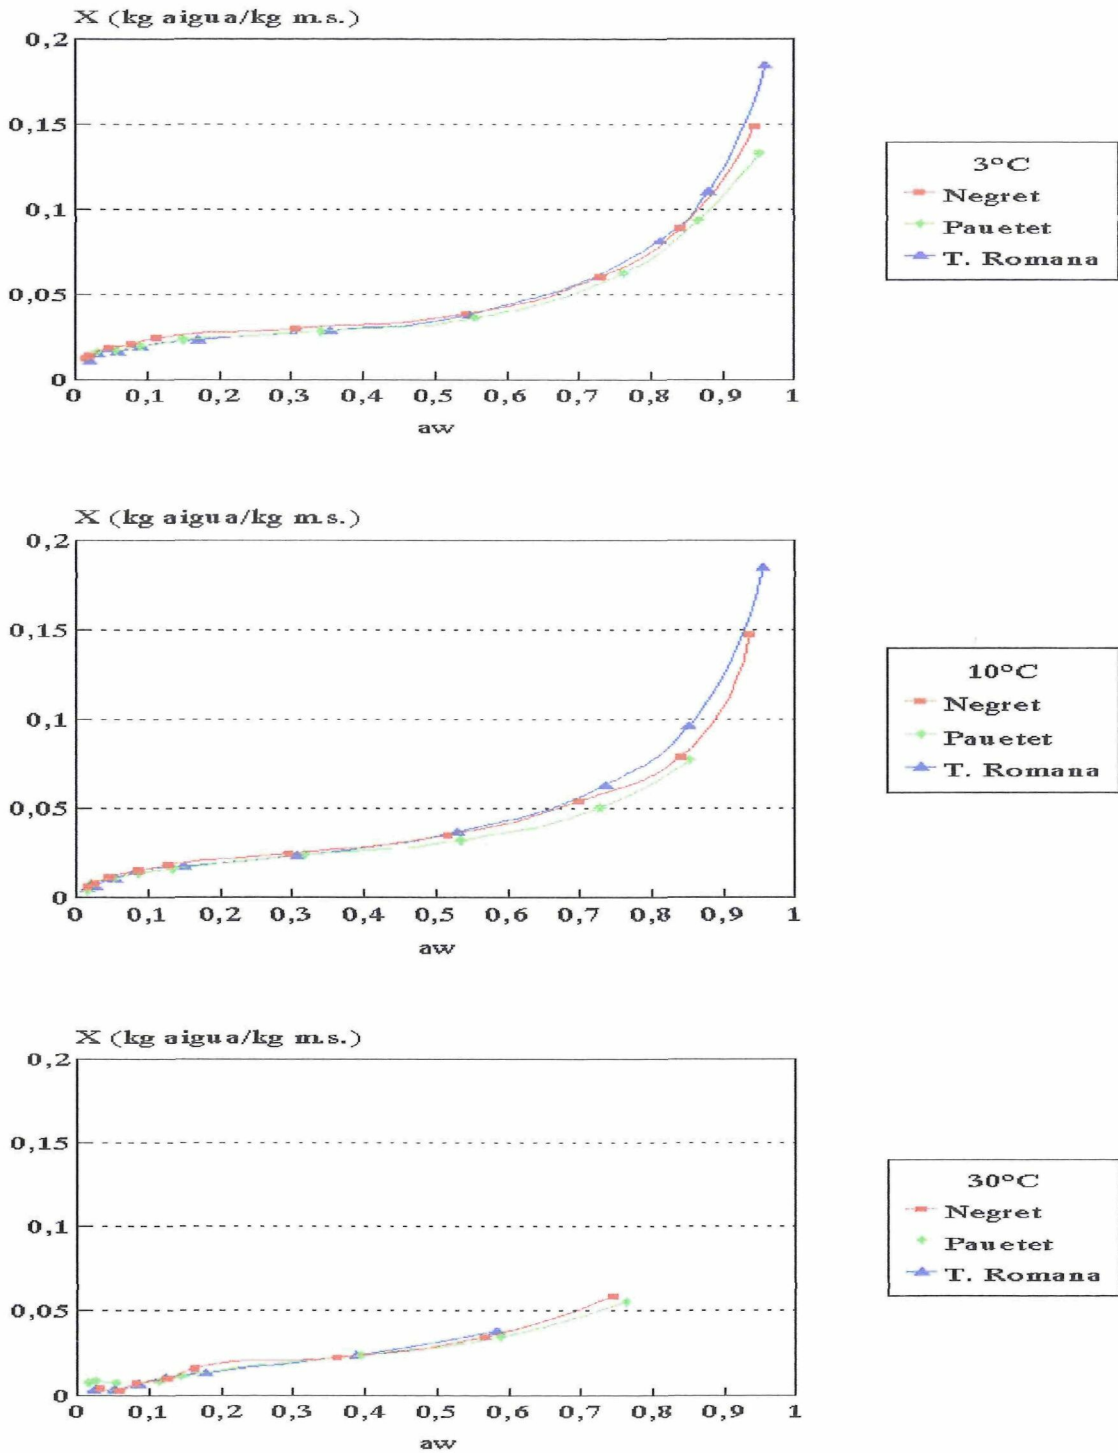 X (kg aigua/kg m.s.)
0,2
0,15
0,1
0,05
0
0 0,1 0,2 0,3 0,4 0,5 0,6 0,7 0,8 0,9 1
aw
3°C
Negret
Pauetet
T. Romana
X (kg aigua/kg m.s.)
0,2
0,15
0,1
0,05
0
0 0,1 0,2 0,3 0,4 0,5 0,6 0,7 0,8 0,9 1
aw
10°C
Negret
Pauetet
T. Romana
X (kg aigua/kg m.s.)
0,2
0,15
0,1
0,05
0
0 0,1 0,2 0,3 0,4 0,5 0,6 0,7 0,8 0,9 1
aw
30°C
Negret
Pauetet
T. Romana